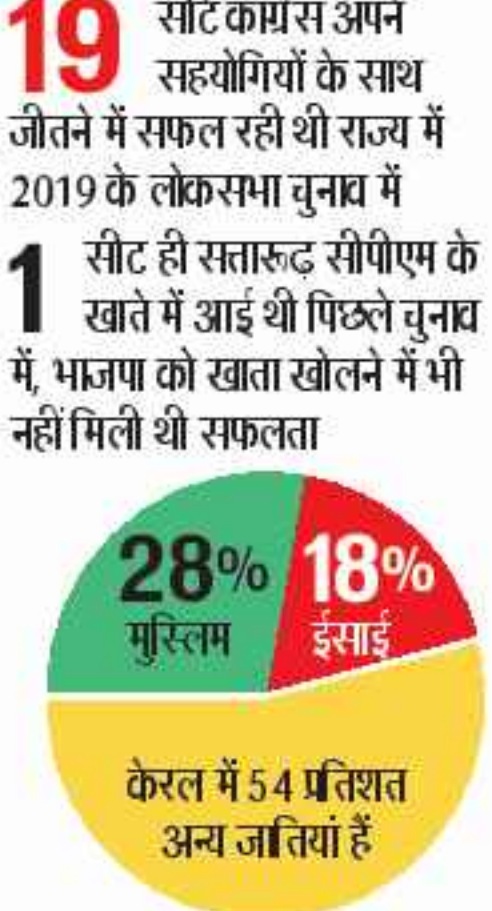 19 सीट कांग्रेस अपने
सहयोगियों के साथ
जीतने में सफल रही थी राज्य में
2019 के लोकसभा चुनाव में
1 सीट ही सत्तारूढ़ सीपीएम के
खाते में आई थी पिछले चुनाव
में, भाजपा को खाता खोलने में भी
नहीं मिली थी सफलता
28% 18%
मुस्लिम ईसाई
केरल में 54 प्रतिशत
अन्य जातियां हैं